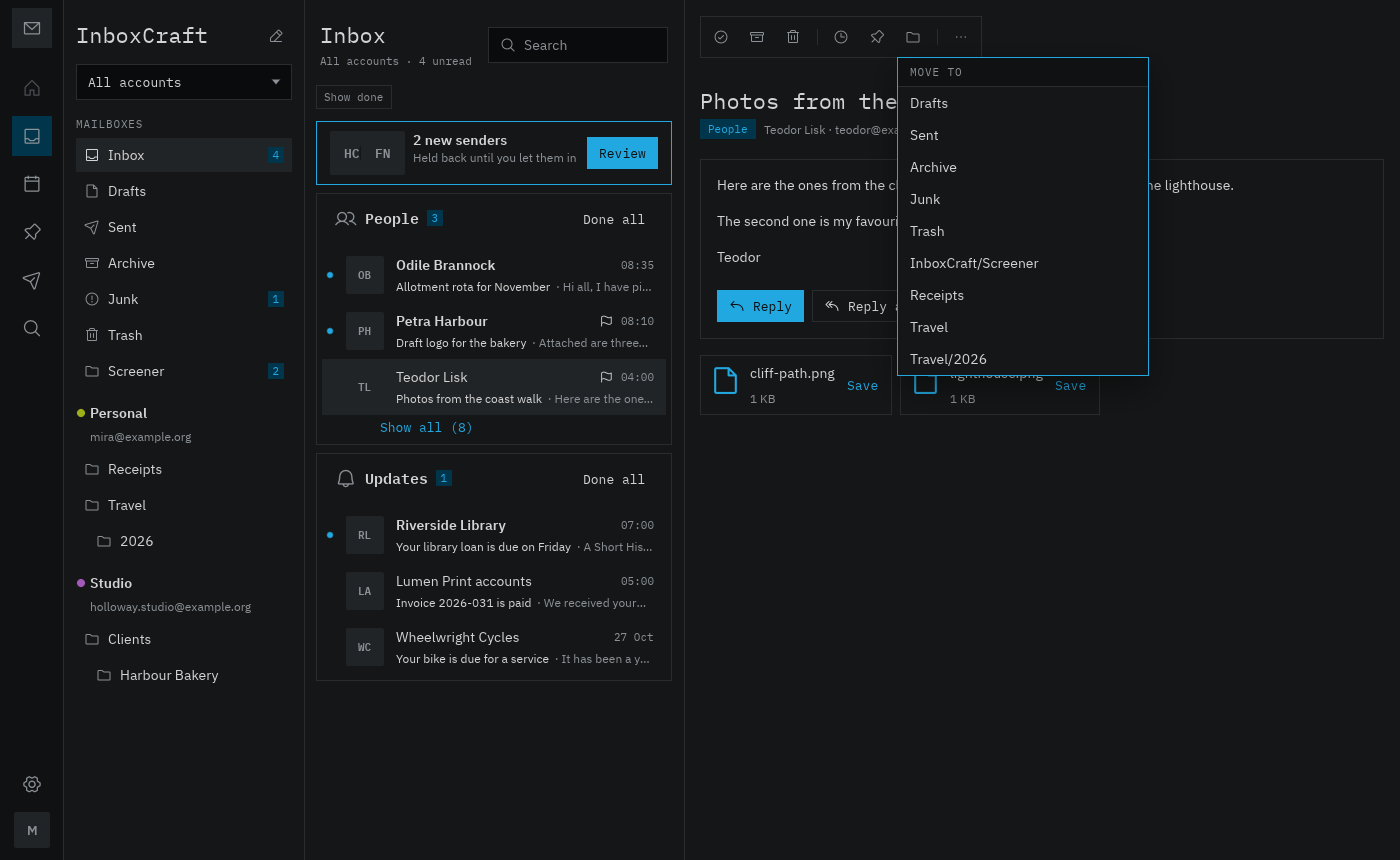 InboxCraft
All accounts
MAILBOXES
Inbox 4
Drafts
Sent
Archive
Junk 1
Trash
Screener 2
Personal
mira@example.org
Receipts
Travel
2026
Studio
holloway.studio@example.org
Clients
Harbour Bakery
M
Inbox
All accounts · 4 unread
Search
Show done
HC FN
2 new senders
Held back until you let them in
Review
People 3
Done all
OB
Odile Brannock 08:35
Allotment rota for November · Hi all, I have pi…
PH
Petra Harbour 08:10
Draft logo for the bakery · Attached are three…
TL
Teodor Lisk 04:00
Photos from the coast walk · Here are the one…
Show all (8)
Updates 1
Done all
RL
Riverside Library 07:00
Your library loan is due on Friday · A Short His…
LA
Lumen Print accounts 05:00
Invoice 2026-031 is paid · We received your…
WC
Wheelwright Cycles 27 Oct
Your bike is due for a service · It has been a y…
Photos from the
People Teodor Lisk · teodor@exa
Here are the ones from the cl
he lighthouse.
The second one is my favouri
Teodor
Reply
Reply a
cliff-path.png
1 KB
Save
lighthouse.png
1 KB
Save
MOVE TO
Drafts
Sent
Archive
Junk
Trash
InboxCraft/Screener
Receipts
Travel
Travel/2026